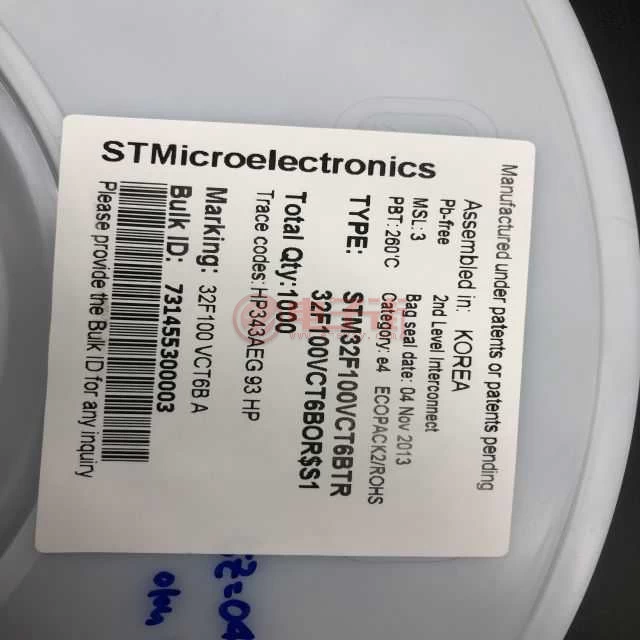 STMicroelectronics
Manufactured under patents or patents pending
Assembled in: KOREA
Pb-free 2nd Level Interconnect
MSL: 3 Bag seal date: 04 Nov 2013
PBT: 260'C Category: e4 ECOPACK2/ROHS
TYPE: STM32F100VCT6BTR
32F100VCT6BOR$S1
Total Qty: 1000
Trace codes: HP343AEG 93 HP
Marking: 32F100 VCT6B A
Bulk ID: 731455300003
Please provide the Bulk ID for any inquiry